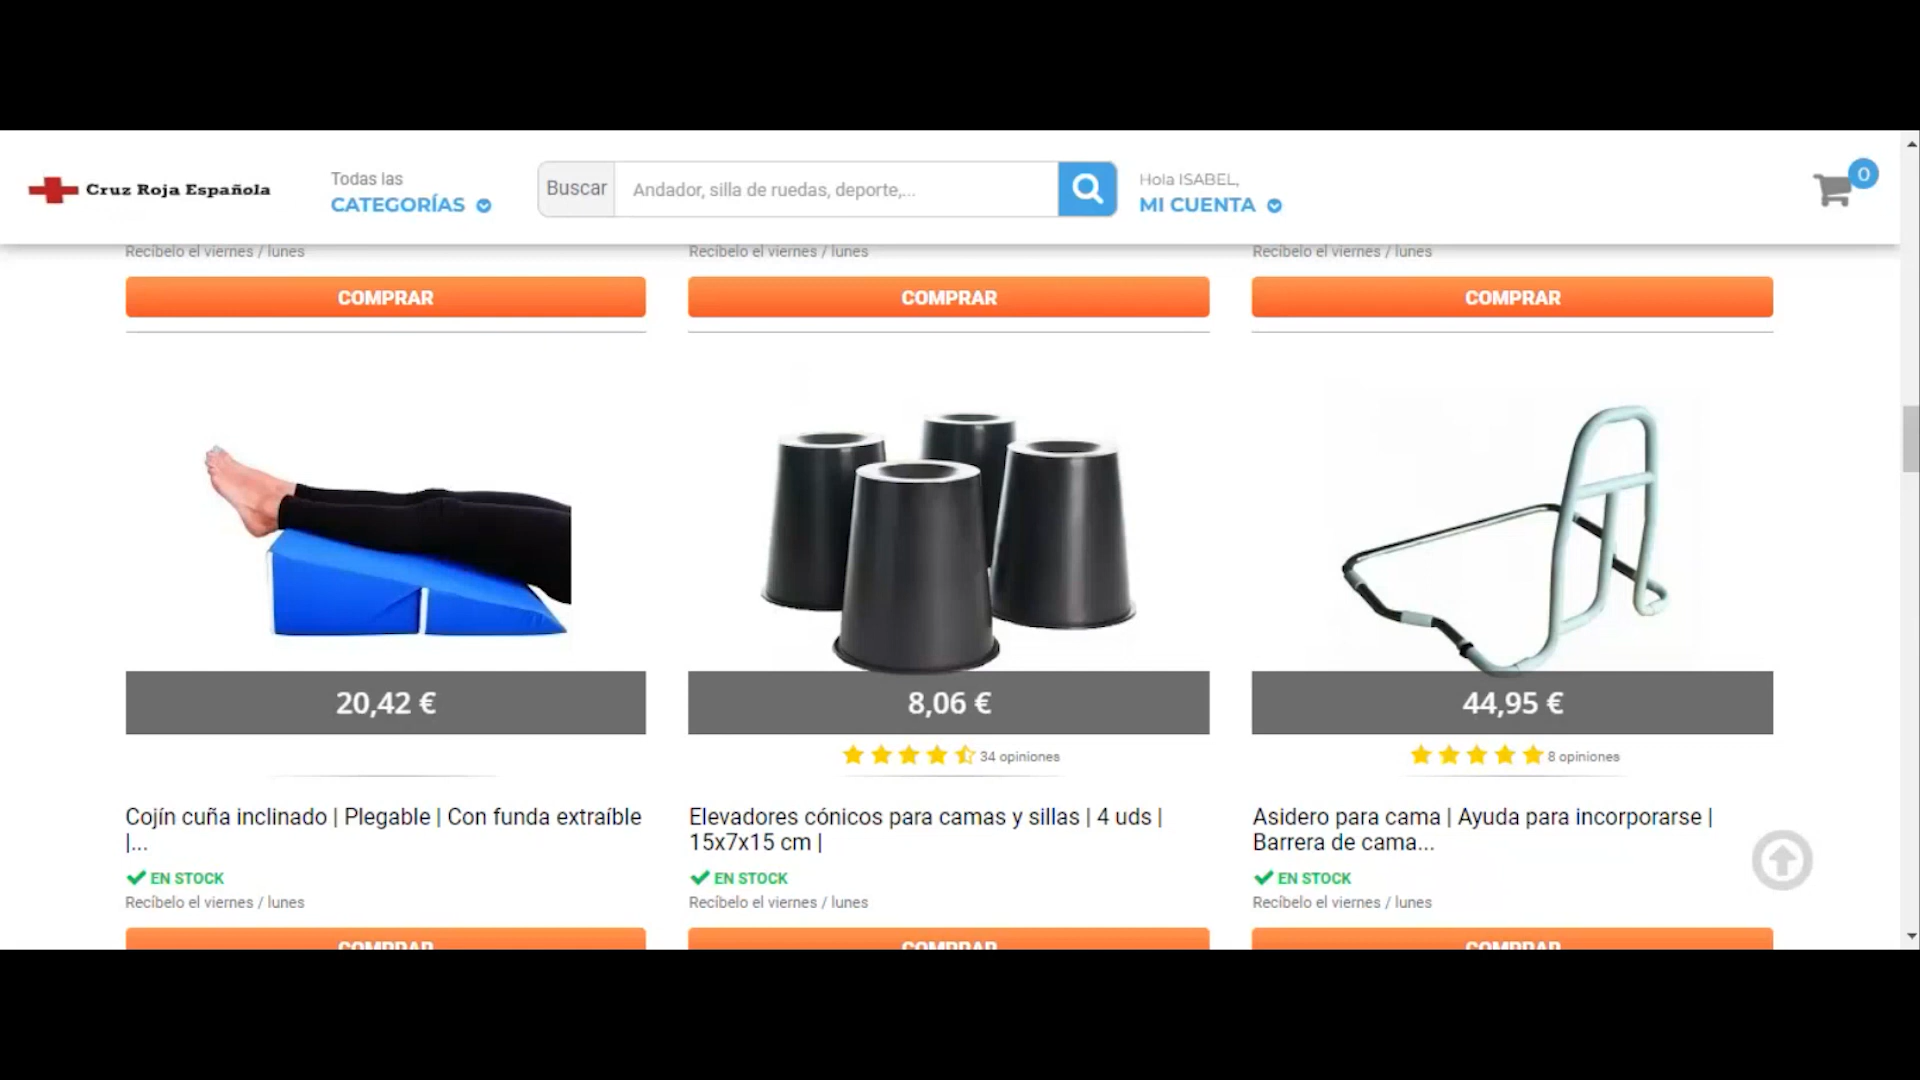 Cruz Roja Española
Todas las
CATEGORÍAS
Buscar
Andador, silla de ruedas, deporte,...
Hola ISABEL,
MI CUENTA
0
Recíbelo el viernes / lunes
Recíbelo el viernes / lunes
Recíbelo el viernes / lunes
COMPRAR
COMPRAR
COMPRAR
20,42 €
8,06 €
44,95 €
34 opiniones
8 opiniones
Cojín cuña inclinado | Plegable | Con funda extraíble
|...
Elevadores cónicos para camas y sillas | 4 uds |
15x7x15 cm |
Asidero para cama | Ayuda para incorporarse |
Barrera de cama...
EN STOCK
EN STOCK
EN STOCK
Recíbelo el viernes / lunes
Recíbelo el viernes / lunes
Recíbelo el viernes / lunes
COMPRAR
COMPRAR
COMPRAR